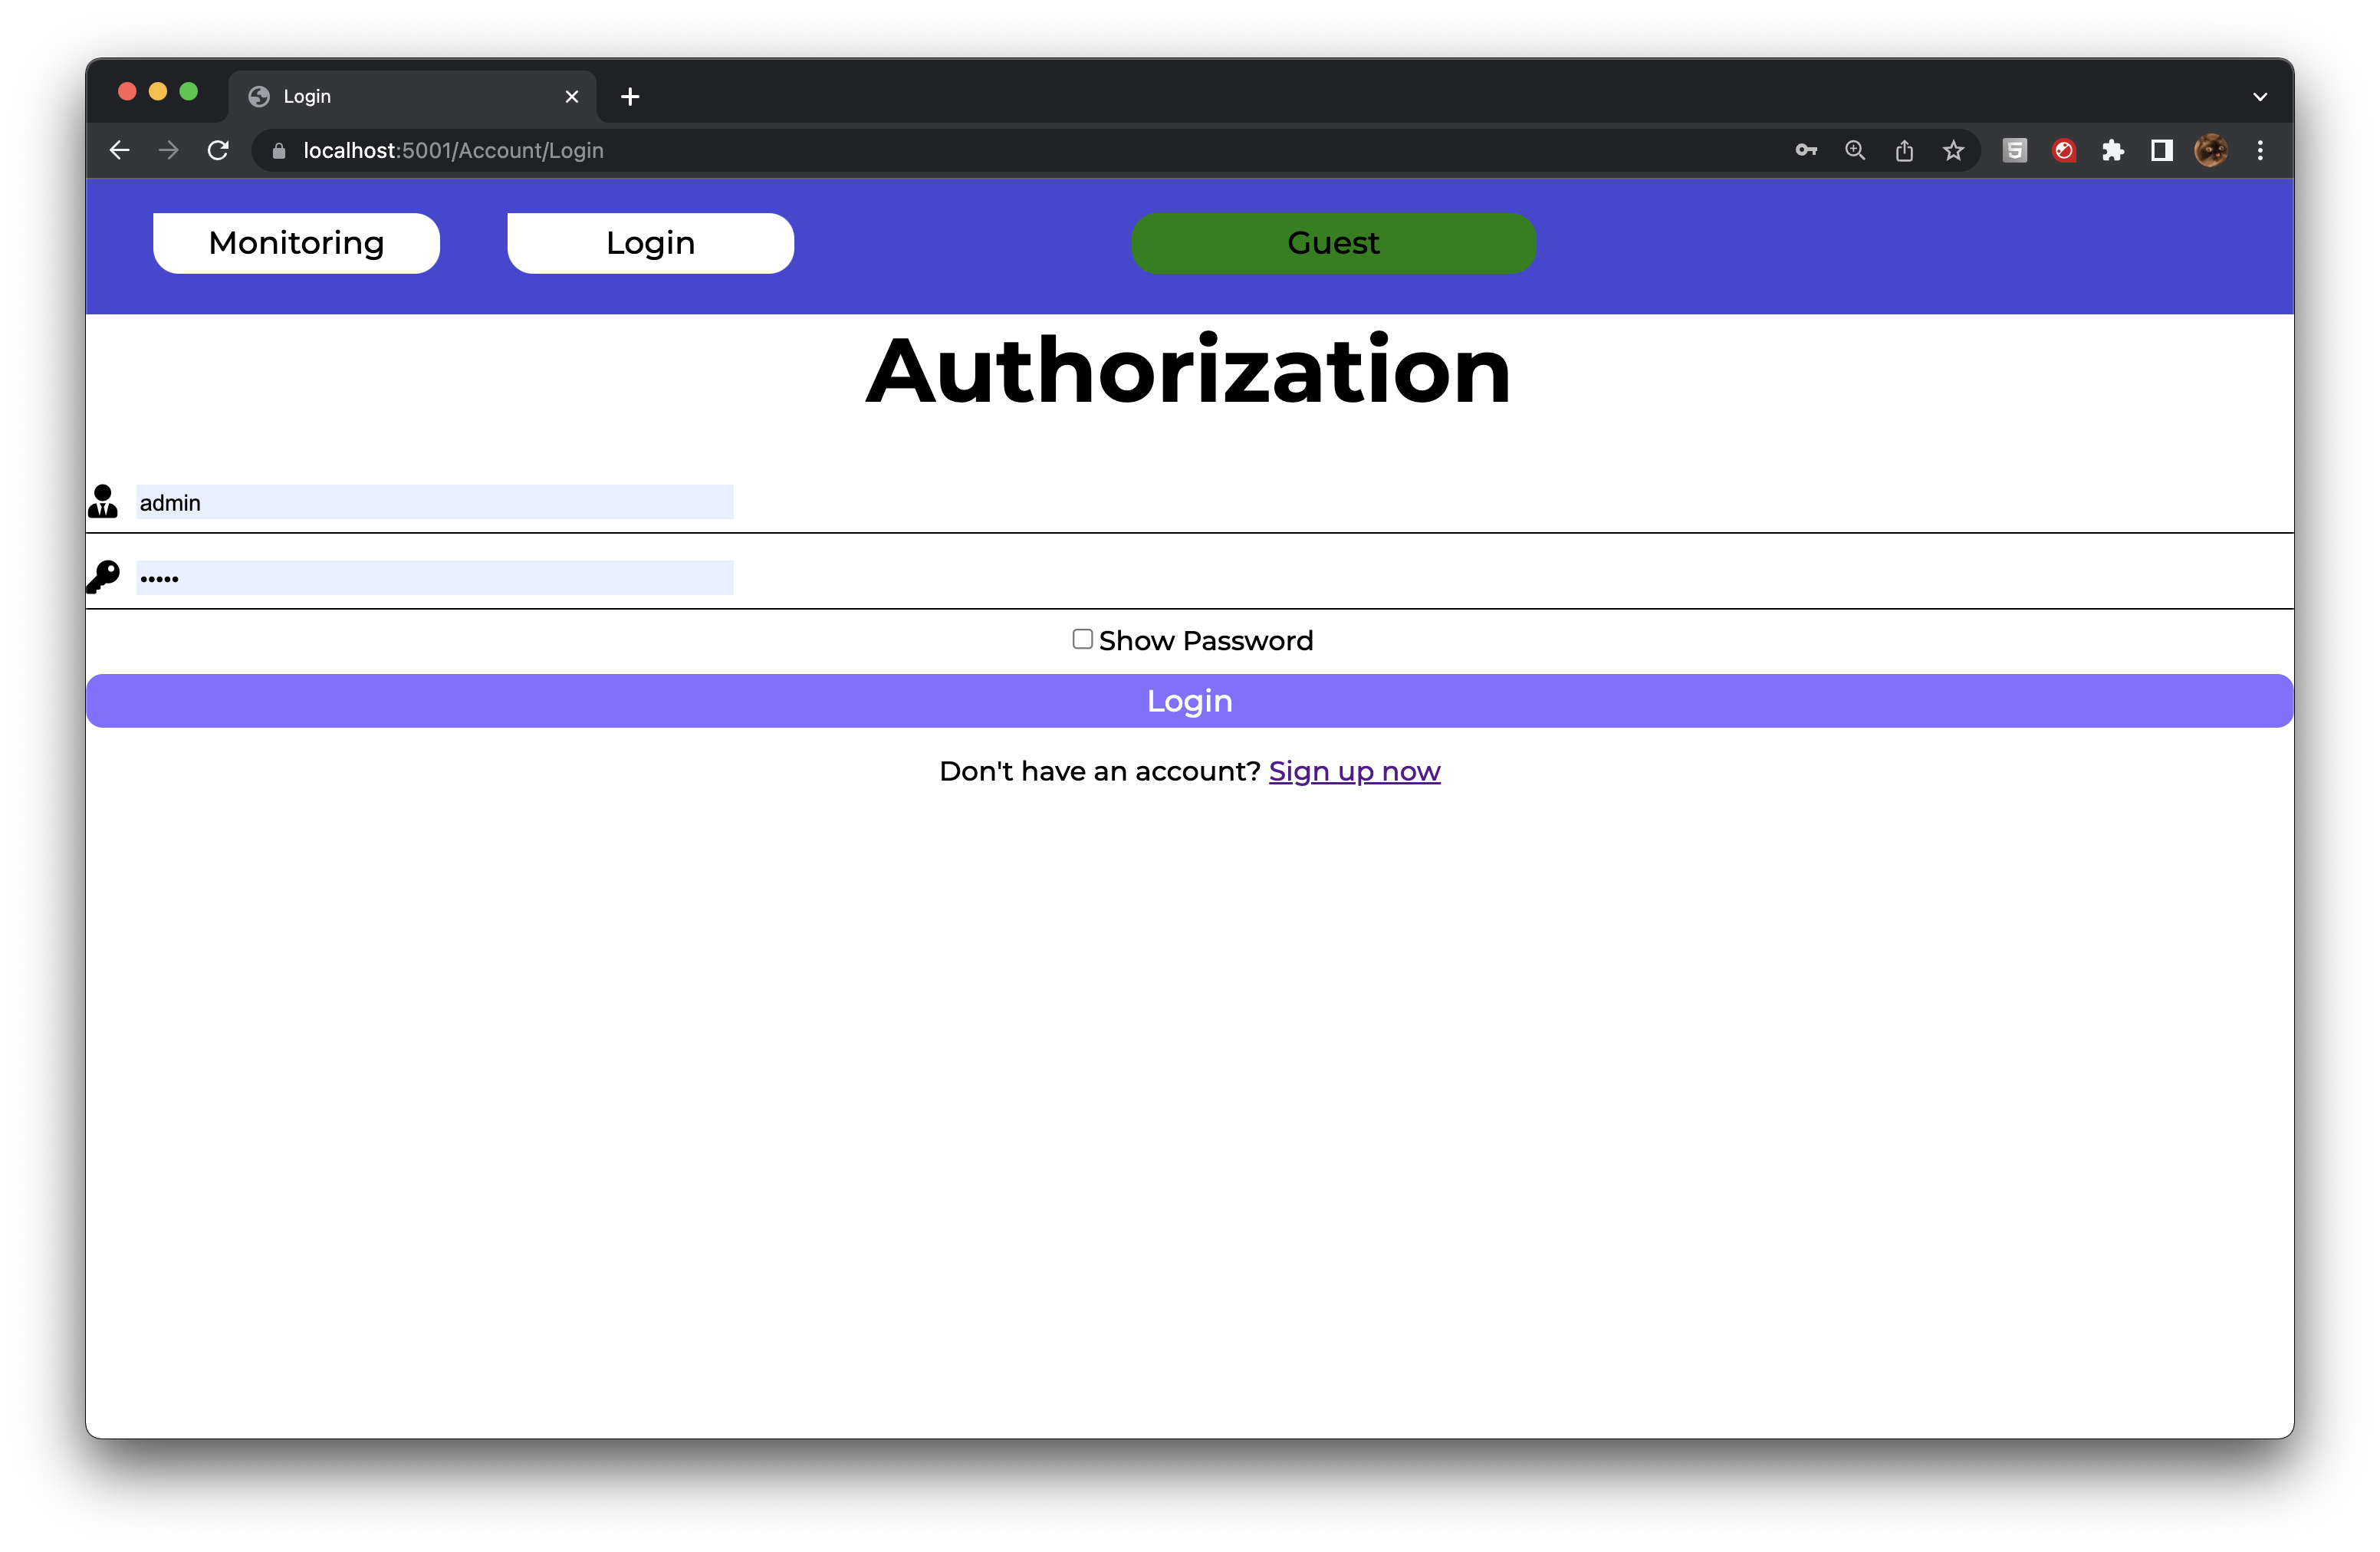 Login
localhost:5001/Account/Login
Monitoring Login Guest
Authorization
admin
•••••
Show Password
Login
Don't have an account? Sign up now